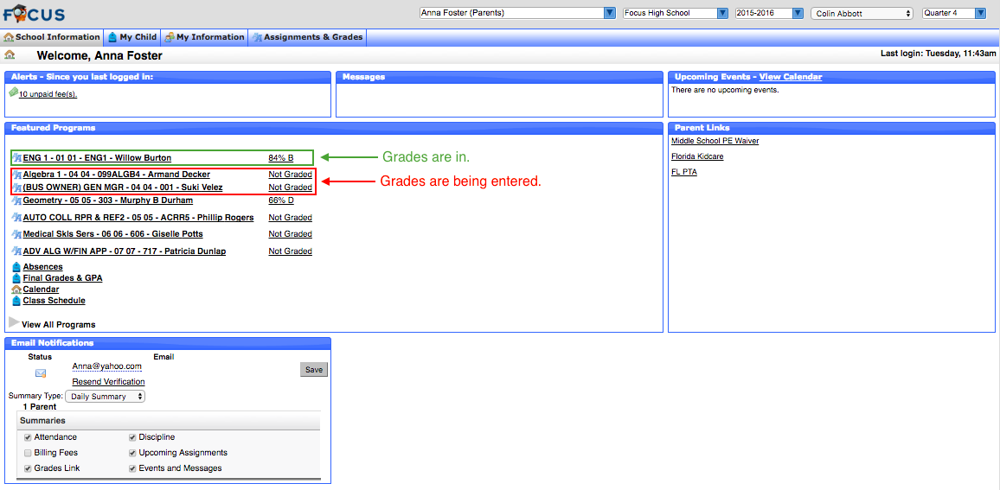 FOCUS
Anna Foster (Parents)
Focus High School
2015-2016
Colin Abbott
Quarter 4
School Information
My Child
My Information
Assignments & Grades
Welcome, Anna Foster
Last login: Tuesday, 11:43am
Alerts - Since you last logged in:
10 unpaid fee(s).
Messages
Upcoming Events - View Calendar
There are no upcoming events.
Featured Programs
ENG 1 - 01 01 - ENG1 - Willow Burton 84% B
Grades are in.
Algebra 1 - 04 04 - 099ALGB4 - Armand Decker Not Graded
(BUS OWNER) GEN MGR - 04 04 - 001 - Suki Velez Not Graded
Grades are being entered.
Geometry - 05 05 - 303 - Murphy B Durham 66% D
AUTO COLL RPR & REF2 - 05 05 - ACRR5 - Phillip Rogers Not Graded
Medical Skls Sers - 06 06 - 606 - Giselle Potts Not Graded
ADV ALG W/FIN APP - 07 07 - 717 - Patricia Dunlap Not Graded
Absences
Final Grades & GPA
Calendar
Class Schedule
View All Programs
Parent Links
Middle School PE Waiver
Florida Kidcare
FL PTA
Email Notifications
Status Email
Anna@yahoo.com
Save
Resend Verification
Summary Type: Daily Summary
1 Parent
Summaries
Attendance Discipline
Billing Fees Upcoming Assignments
Grades Link Events and Messages